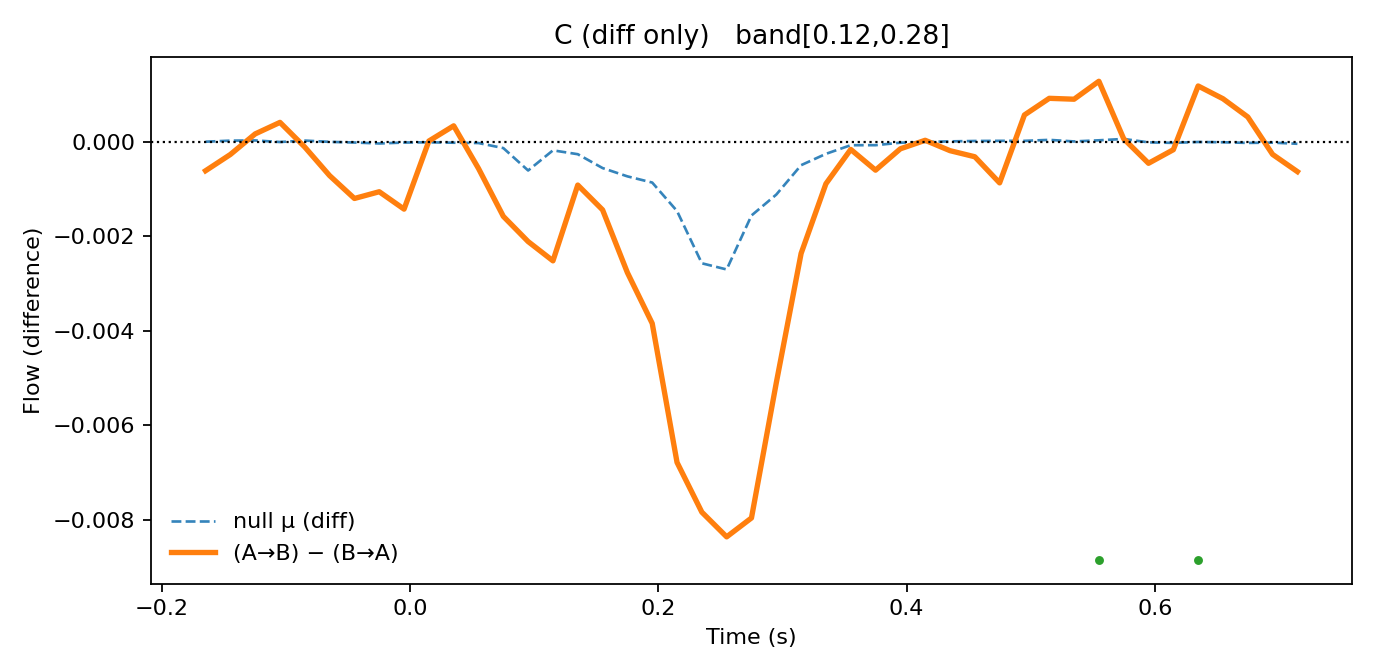 C (diff only)   band[0.12,0.28]
0.000
−0.002
−0.004
−0.006
−0.008
Flow (difference)
null μ (diff)
(A→B) − (B→A)
−0.2
0.0
0.2
0.4
0.6
Time (s)